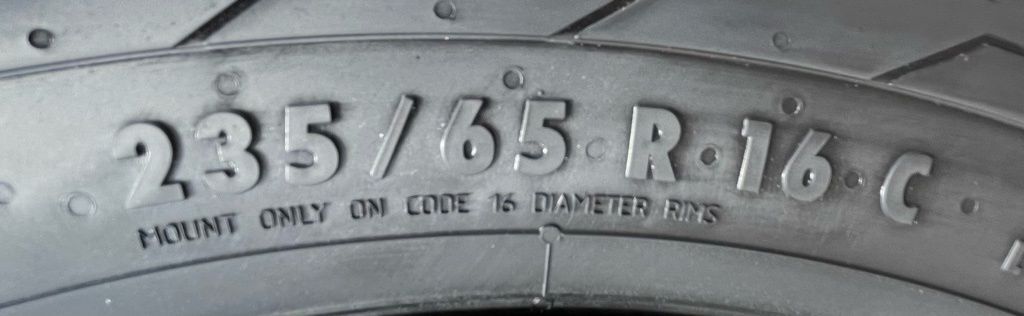 235/65 R 16 C
MOUNT ONLY ON CODE 16 DIAMETER RIMS